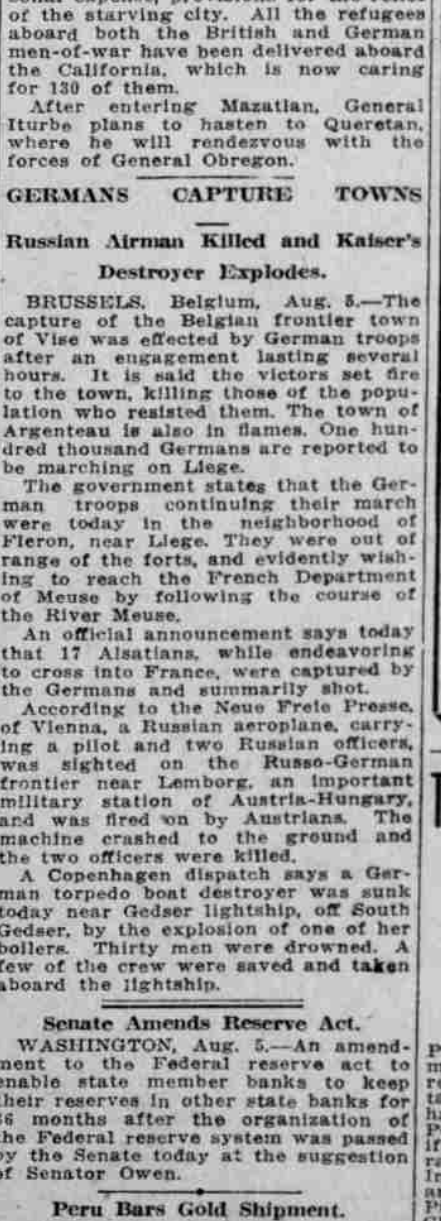 of the starving city. All the refugees
aboard both the British and German
men-of-war have been delivered aboard
the California, which is now caring
for 130 of them.
After entering Mazatlan, General
Iturbe plans to hasten to Queretan,
where he will rendezvous with the
forces of General Obregon.
GERMANS CAPTURE TOWNS
Russian Airman Killed and Kaiser's
Destroyer Explodes.
BRUSSELS, Belgium, Aug. 5.—The
capture of the Belgian frontier town
of Vise was effected by German troops
after an engagement lasting several
hours. It is said the victors set fire
to the town, killing those of the popu-
lation who resisted them. The town of
Argenteau is also in flames. One hun-
dred thousand Germans are reported to
be marching on Liege.
The government states that the Ger-
man troops continuing their march
were today in the neighborhood of
Fleron, near Liege. They were out of
range of the forts, and evidently wish-
ing to reach the French Department
of Meuse by following the course of
the River Meuse.
An official announcement says today
that 17 Alsatians, while endeavoring
to cross into France, were captured by
the Germans and summarily shot.
According to the Neue Freie Presse,
of Vienna, a Russian aeroplane, carry-
ing a pilot and two Russian officers,
was sighted on the Russo-German
frontier near Lemborg, an important
military station of Austria-Hungary,
and was fired on by Austrians. The
machine crashed to the ground and
the two officers were killed.
A Copenhagen dispatch says a Ger-
man torpedo boat destroyer was sunk
today near Gedser lightship, off South
Gedser, by the explosion of one of her
boilers. Thirty men were drowned. A
few of the crew were saved and taken
aboard the lightship.
Senate Amends Reserve Act.
WASHINGTON, Aug. 5.—An amend-
ment to the Federal reserve act to
enable state member banks to keep
their reserves in other state banks for
36 months after the organization of
the Federal reserve system was passed
by the Senate today at the suggestion
of Senator Owen.
Peru Bars Gold Shipment.